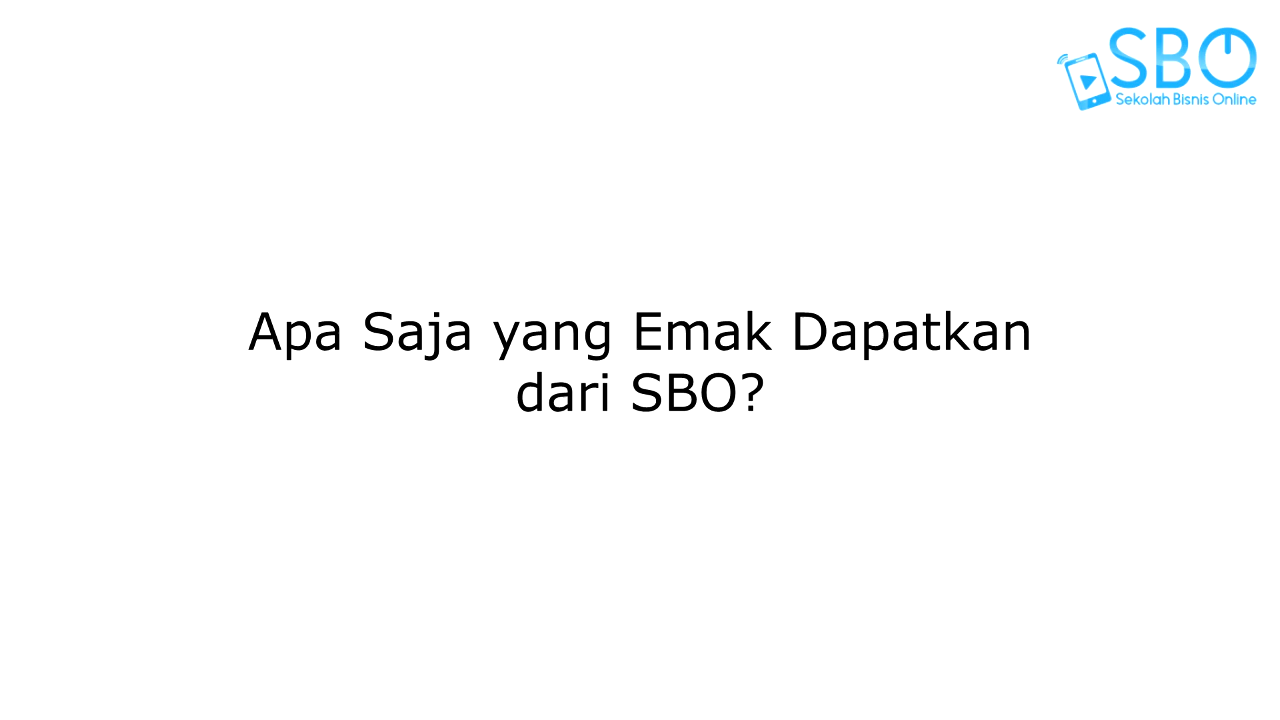 SBO
Sekolah Bisnis Online
Apa Saja yang Emak Dapatkan
dari SBO?